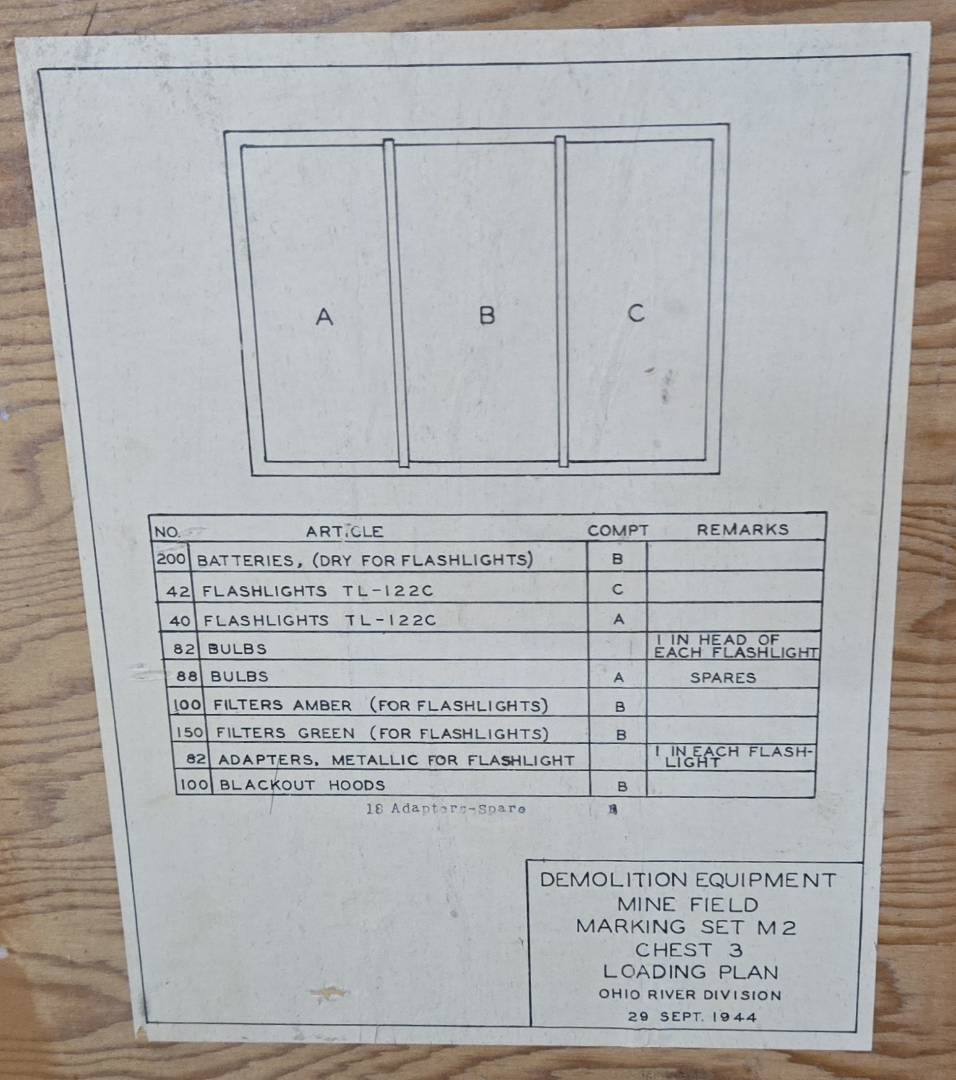 A B C
NO. ARTICLE COMPT REMARKS
200 BATTERIES, (DRY FOR FLASHLIGHTS) B
42 FLASHLIGHTS TL-122C C
40 FLASHLIGHTS TL-122C A
82 BULBS 1 IN HEAD OF
EACH FLASHLIGHT
88 BULBS A SPARES
100 FILTERS AMBER (FOR FLASHLIGHTS) B
150 FILTERS GREEN (FOR FLASHLIGHTS) B
82 ADAPTERS, METALLIC FOR FLASHLIGHT 1 IN EACH FLASH-
LIGHT
100 BLACKOUT HOODS B
18 Adapters-Spare B
DEMOLITION EQUIPMENT
MINE FIELD
MARKING SET M2
CHEST 3
LOADING PLAN
OHIO RIVER DIVISION
29 SEPT. 1944